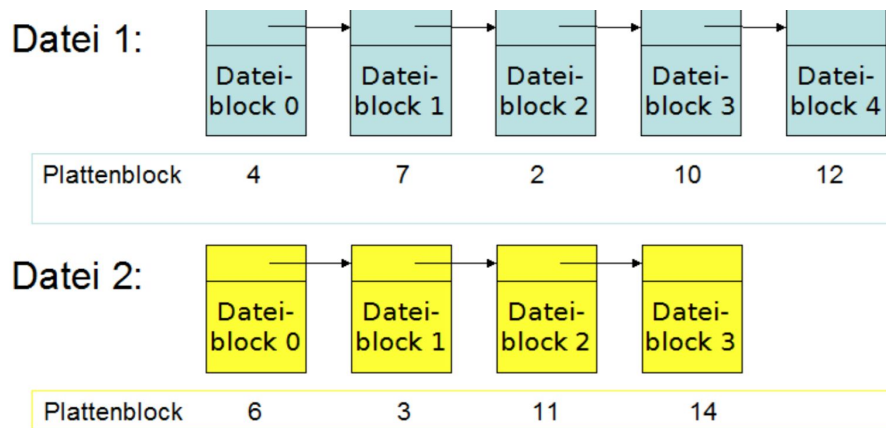 Datei 1:
Datei-
block 0
Datei-
block 1
Datei-
block 2
Datei-
block 3
Datei-
block 4
Plattenblock 4 7 2 10 12
Datei 2:
Datei-
block 0
Datei-
block 1
Datei-
block 2
Datei-
block 3
Plattenblock 6 3 11 14